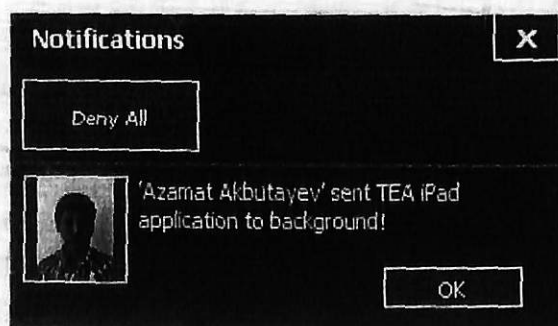 Notifications
X
Deny All
'Azamat Akbutayev' sent TEA iPad
application to background!
OK